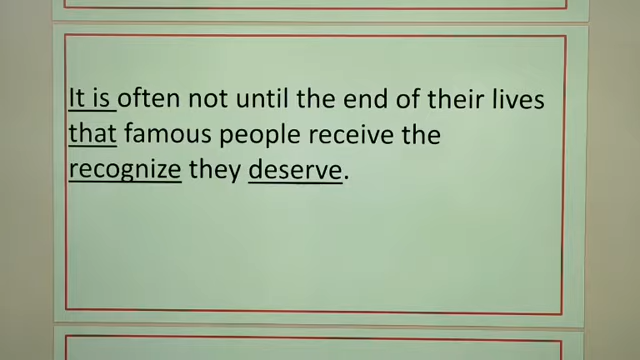 It is often not until the end of their lives
that famous people receive the
recognize they deserve.